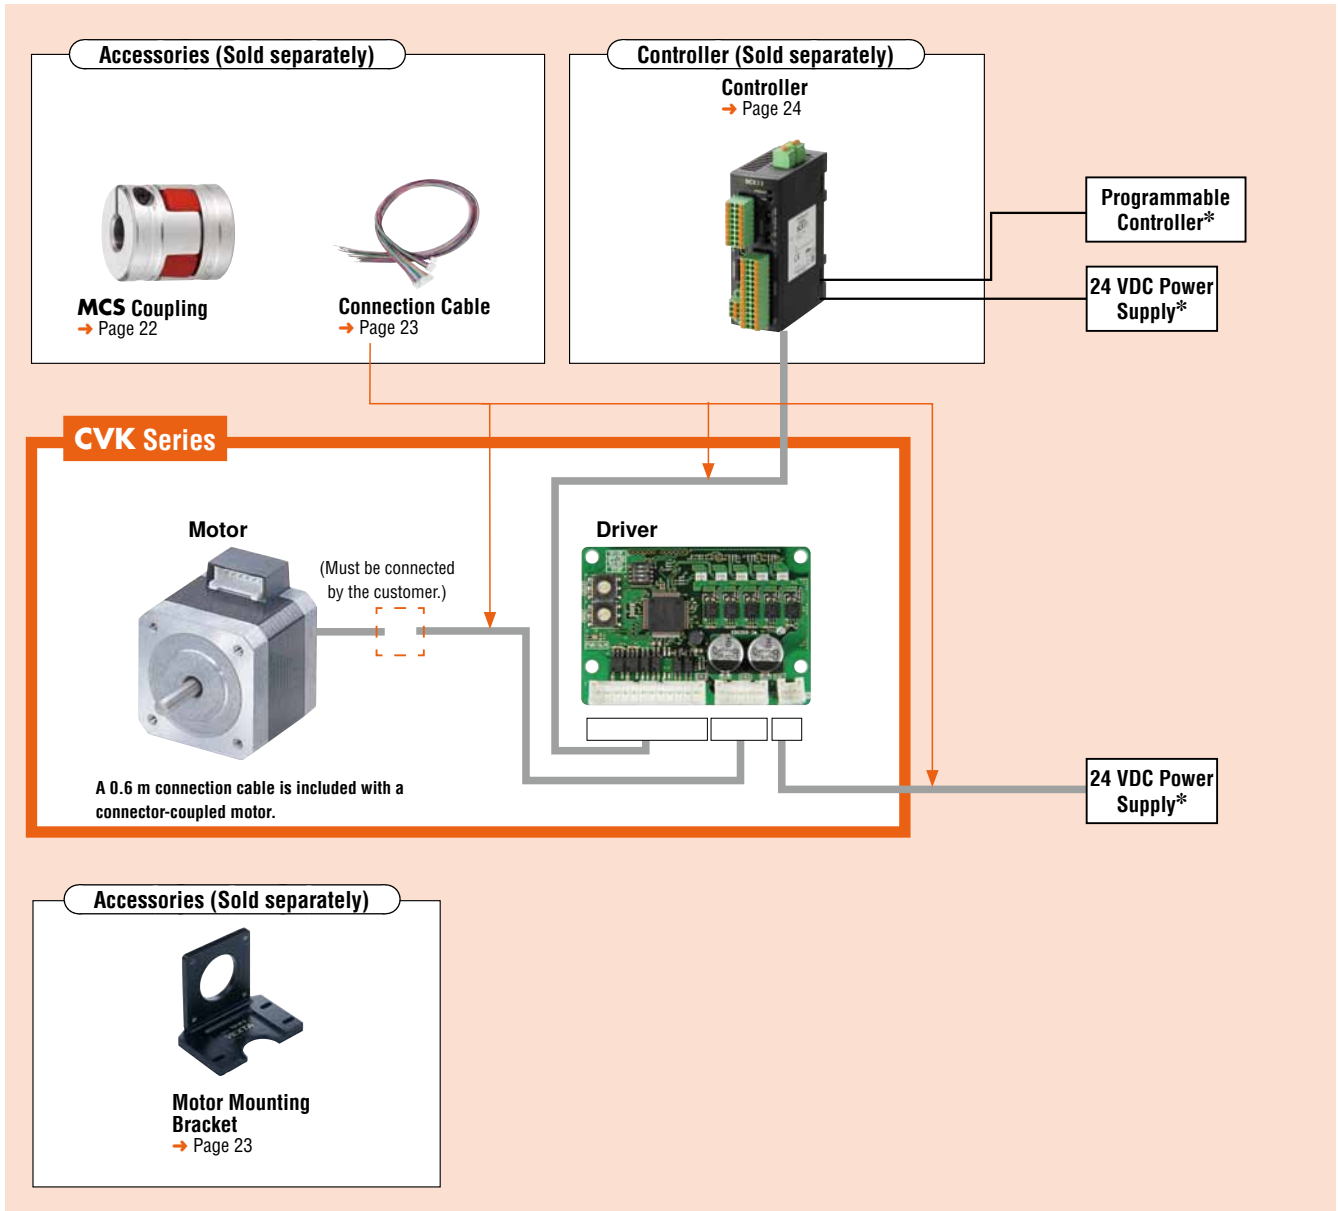 Accessories (Sold separately)
MCS Coupling
→ Page 22
Connection Cable
→ Page 23
Controller (Sold separately)
Controller
→ Page 24
Programmable
Controller*
24 VDC Power
Supply*
CVK Series
Motor
(Must be connected
by the customer.)
Driver
A 0.6 m connection cable is included with a
connector-coupled motor.
24 VDC Power
Supply*
Accessories (Sold separately)
VEXTA
Motor Mounting
Bracket
→ Page 23